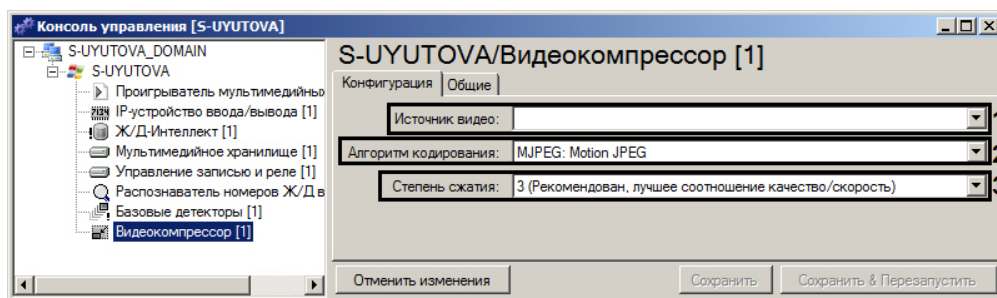 Консоль управления [S-UYUTOVA]
S-UYUTOVA_DOMAIN
S-UYUTOVA
Проигрыватель мультимедийны
IP-устройство ввода/вывода [1]
Ж/Д-Интеллект [1]
Мультимедийное хранилище [1]
Управление записью и реле [1]
Распознаватель номеров Ж/Д в
Базовые детекторы [1]
Видеокомпрессор [1]
S-UYUTOVA/Видеокомпрессор [1]
Конфигурация Общие
Источник видео: 1
Алгоритм кодирования: MJPEG: Motion JPEG 2
Степень сжатия: 3 (Рекомендован, лучшее соотношение качество/скорость) 3
Отменить изменения Сохранить Сохранить & Перезапустить